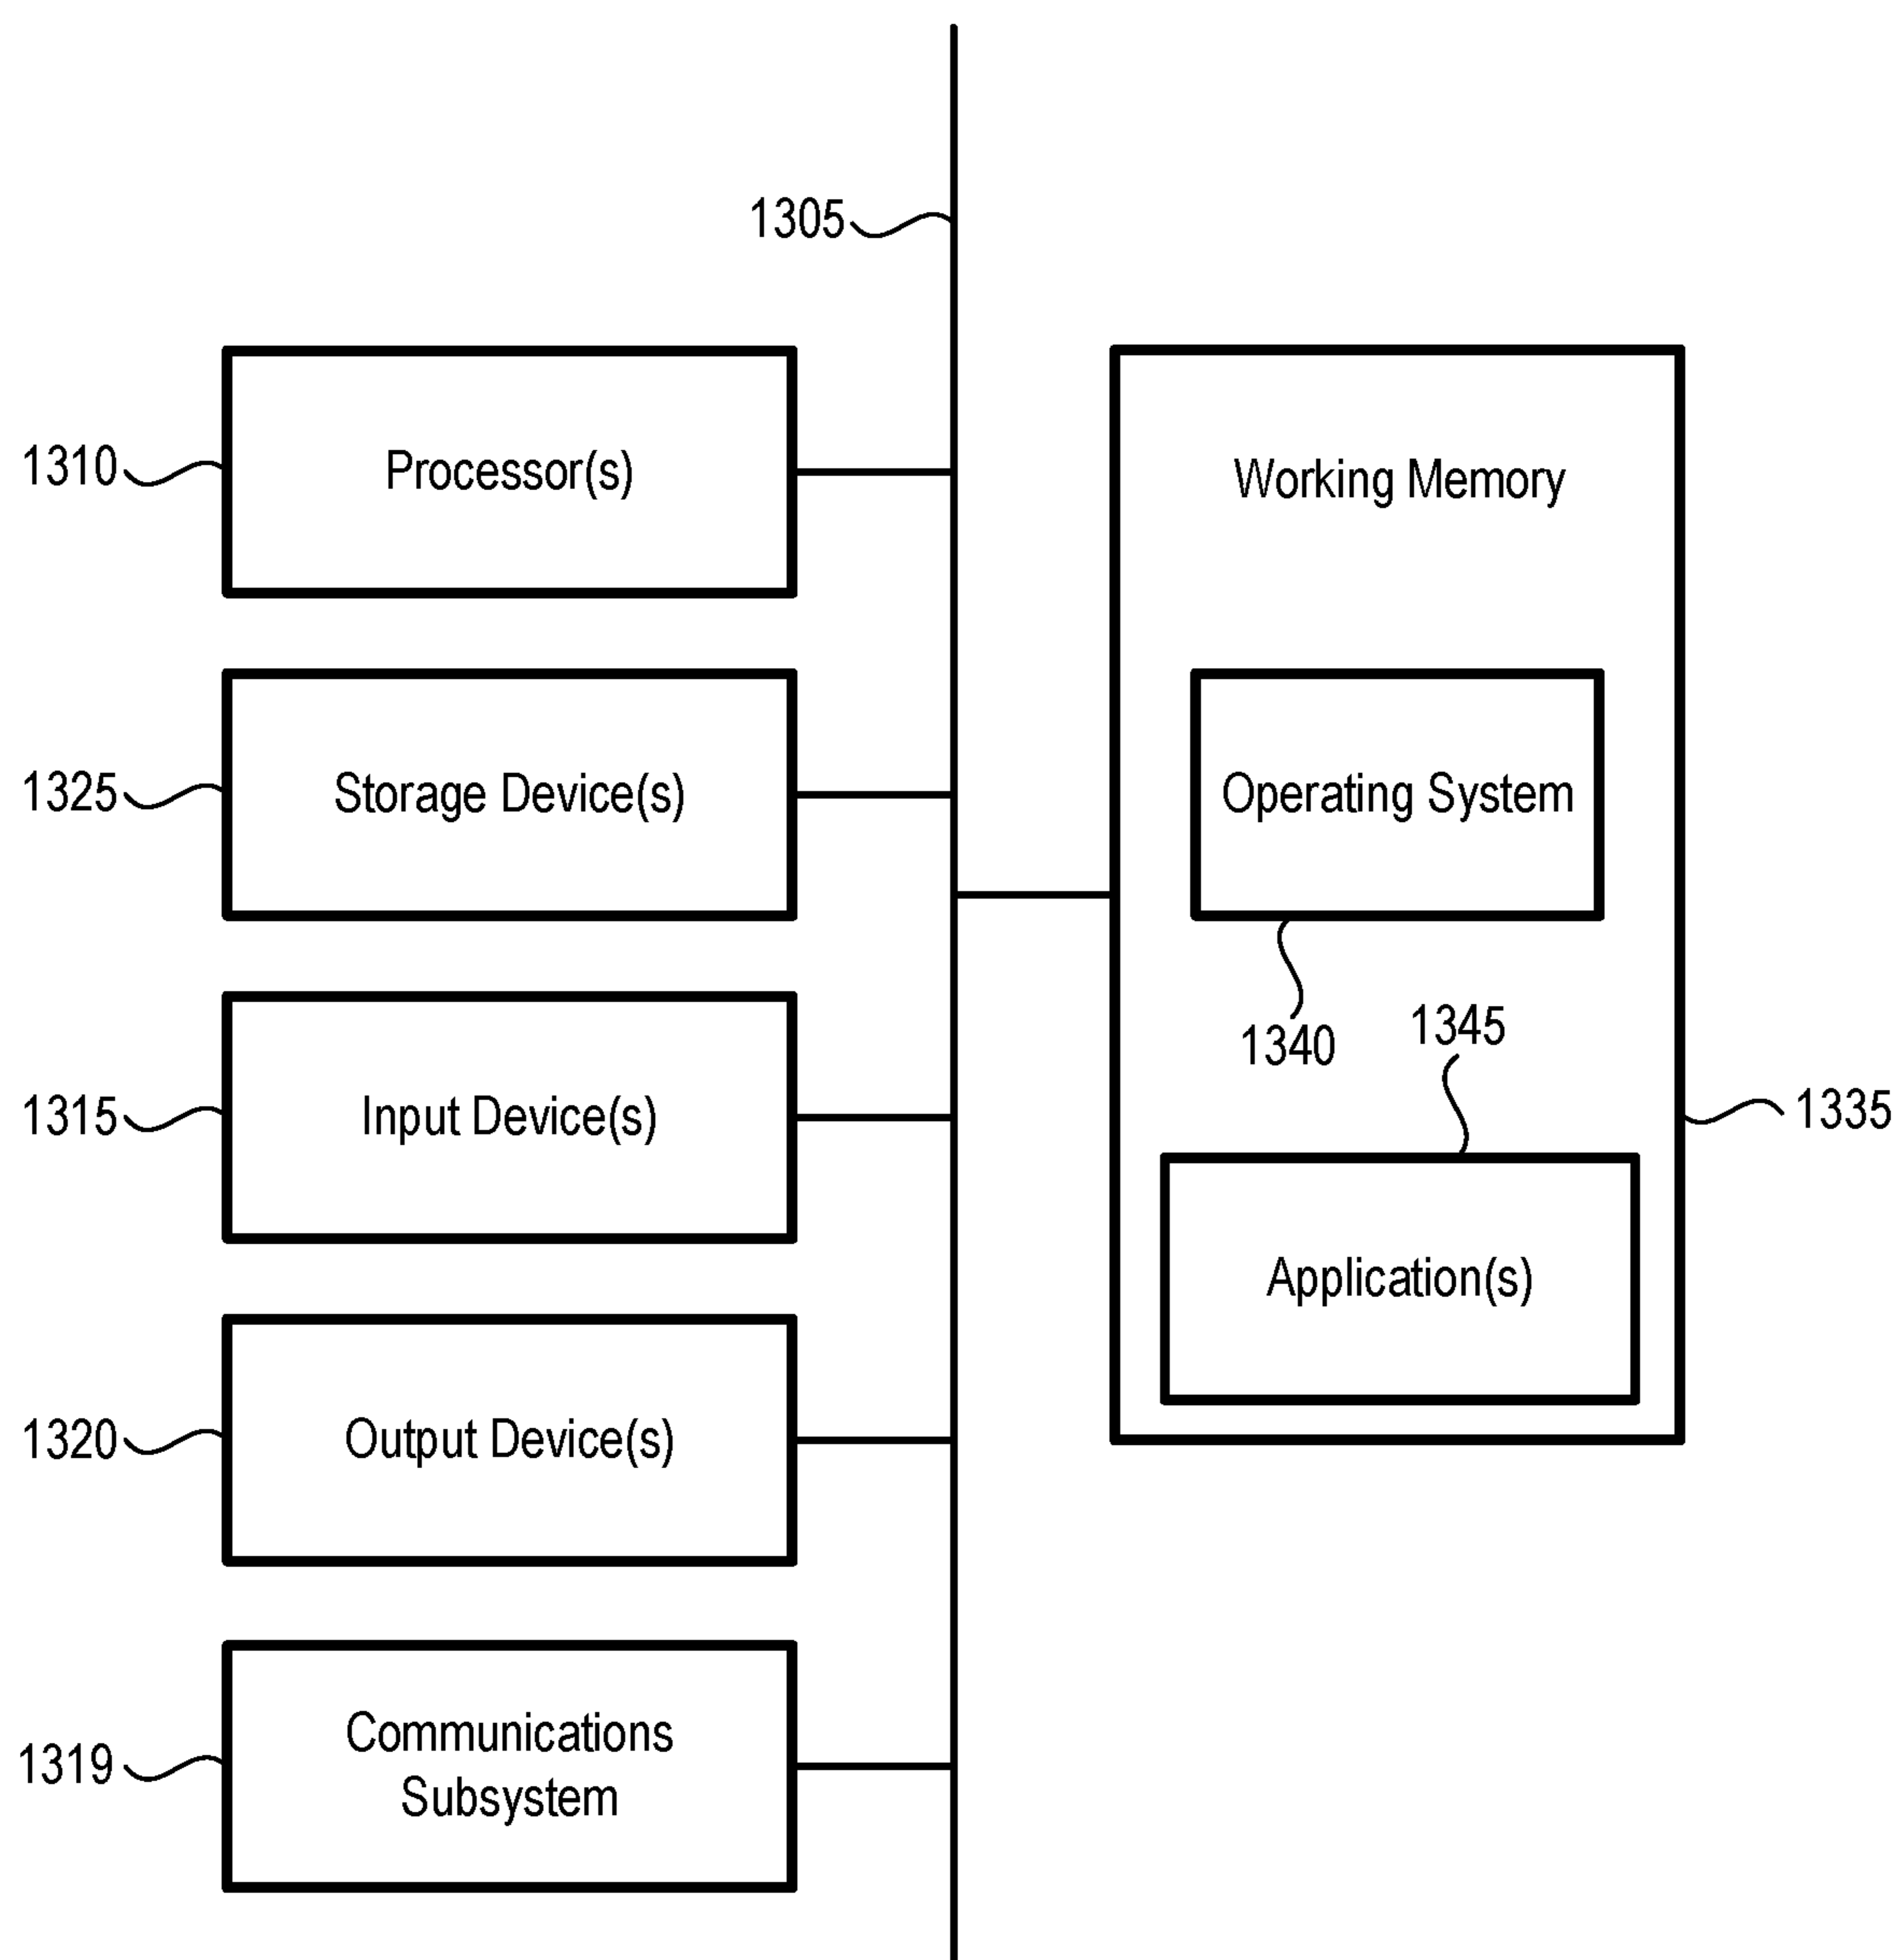 1305
1310
Processor(s)
Working Memory
1325
Storage Device(s)
Operating System
1340
1345
1315
Input Device(s)
1335
Application(s)
1320
Output Device(s)
1319
Communications
Subsystem